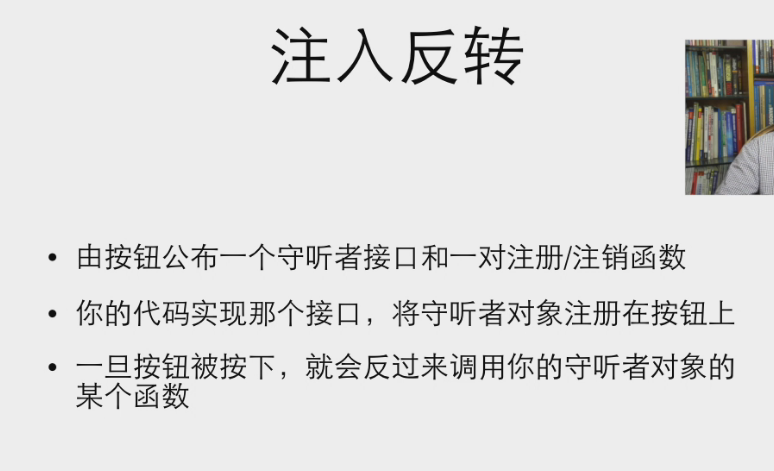 注入反转
• 由按钮公布一个守听者接口和一对注册/注销函数
• 你的代码实现那个接口，将守听者对象注册在按钮上
• 一旦按钮被按下，就会反过来调用你的守听者对象的
某个函数